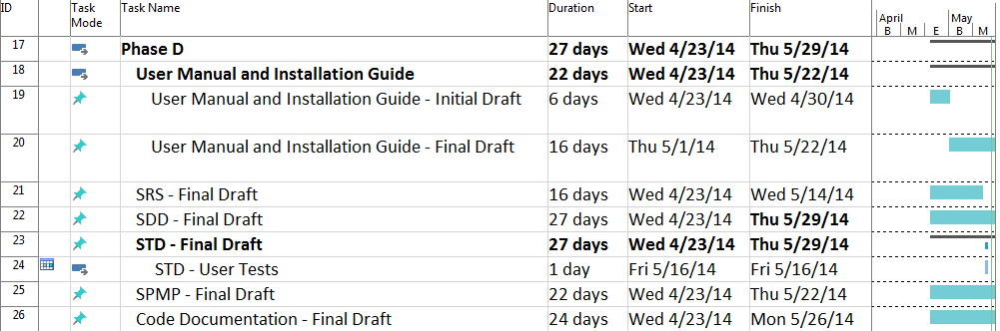 ID Task Mode Task Name Duration Start Finish April May
B M E B M
17 Phase D 27 days Wed 4/23/14 Thu 5/29/14
18 User Manual and Installation Guide 22 days Wed 4/23/14 Thu 5/22/14
19 User Manual and Installation Guide - Initial Draft 6 days Wed 4/23/14 Wed 4/30/14
20 User Manual and Installation Guide - Final Draft 16 days Thu 5/1/14 Thu 5/22/14
21 SRS - Final Draft 16 days Wed 4/23/14 Wed 5/14/14
22 SDD - Final Draft 27 days Wed 4/23/14 Thu 5/29/14
23 STD - Final Draft 27 days Wed 4/23/14 Thu 5/29/14
24 STD - User Tests 1 day Fri 5/16/14 Fri 5/16/14
25 SPMP - Final Draft 22 days Wed 4/23/14 Thu 5/22/14
26 Code Documentation - Final Draft 24 days Wed 4/23/14 Mon 5/26/14